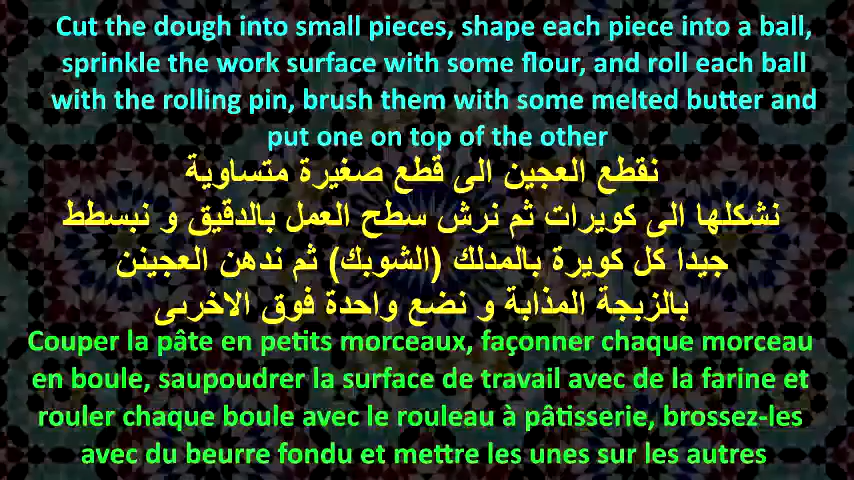 Cut the dough into small pieces, shape each piece into a ball,
sprinkle the work surface with some flour, and roll each ball
with the rolling pin, brush them with some melted butter and
put one on top of the other
نقطع العجين الى قطع صغيرة متساوية
نشكلها الى كويرات ثم نرش سطح العمل بالدقيق و نبسطط
جيدا كل كويرة بالمدلك (الشوبك) ثم ندهن العجينن
بالزبجة المذابة و نضع واحدة فوق الاخربى
Couper la pâte en petits morceaux, façonner chaque morceau
en boule, saupoudrer la surface de travail avec de la farine et
rouler chaque boule avec le rouleau à pâtisserie, brossez-les
avec du beurre fondu et mettre les unes sur les autres